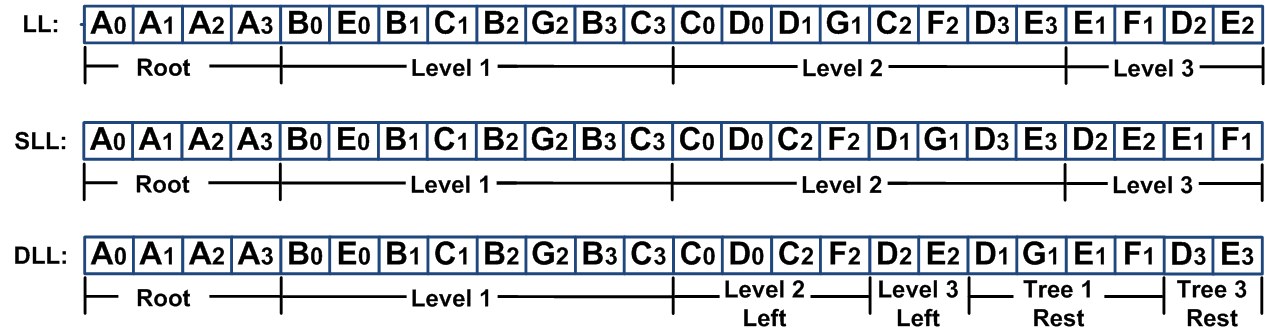 LL: A0 A1 A2 A3 B0 E0 B1 C1 B2 G2 B3 C3 C0 D0 D1 G1 C2 F2 D3 E3 E1 F1 D2 E2
Root Level 1 Level 2 Level 3
SLL: A0 A1 A2 A3 B0 E0 B1 C1 B2 G2 B3 C3 C0 D0 C2 F2 D1 G1 D3 E3 D2 E2 E1 F1
Root Level 1 Level 2 Level 3
DLL: A0 A1 A2 A3 B0 E0 B1 C1 B2 G2 B3 C3 C0 D0 C2 F2 D2 E2 D1 G1 E1 F1 D3 E3
Root Level 1 Level 2 Level 3 Tree 1 Tree 3
Left Left Rest Rest